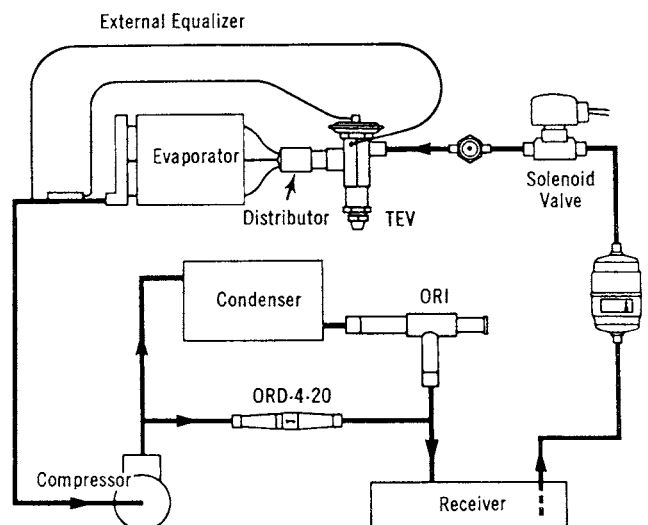 External Equalizer
Evaporator
Distributor
TEV
Solenoid
Valve
Condenser
ORI
ORD-4-20
Compressor
Receiver